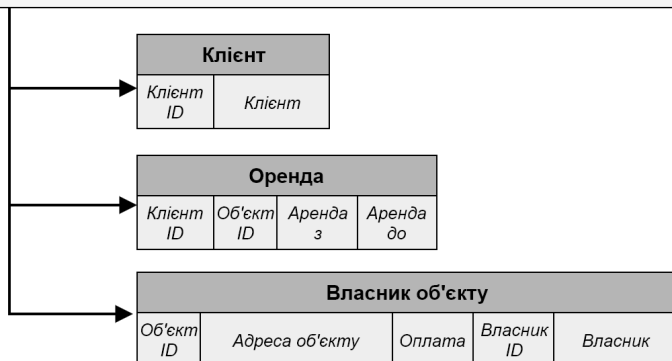 Клієнт
Клієнт ID
Клієнт
Оренда
Клієнт ID
Об'єкт ID
Аренда з
Аренда до
Власник об'єкту
Об'єкт ID
Адреса об'єкту
Оплата
Власник ID
Власник